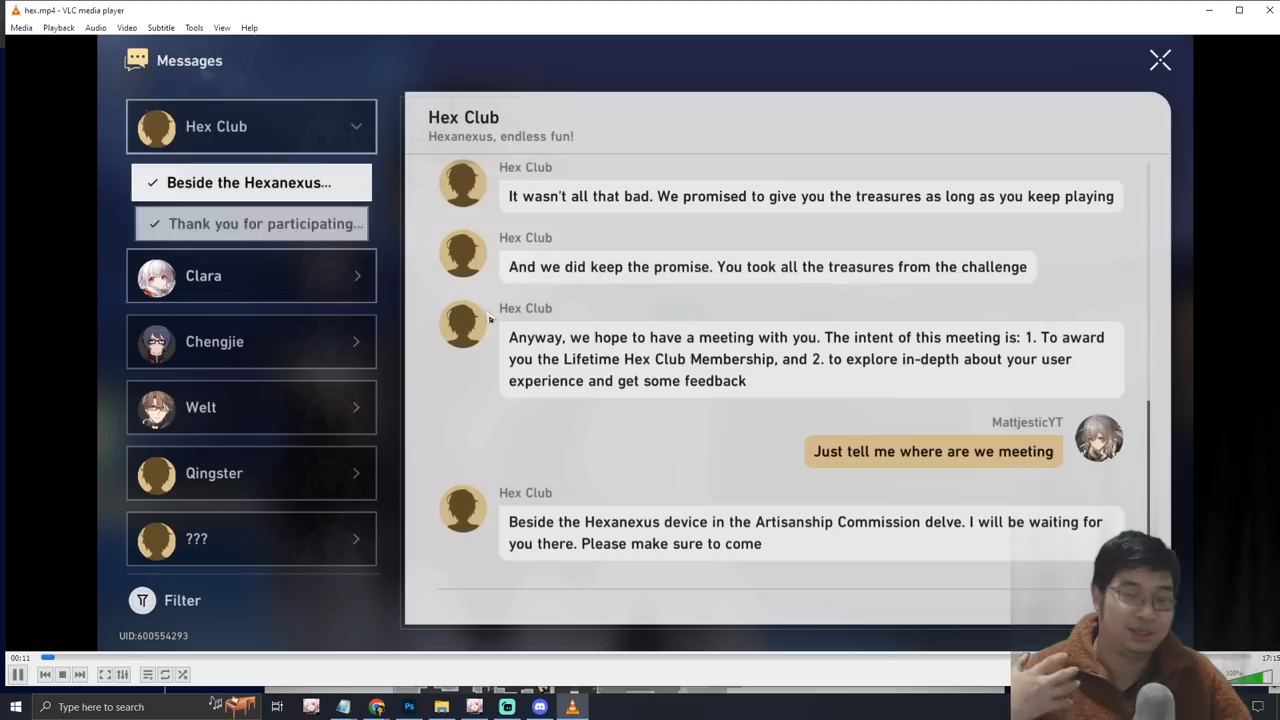 hex.mp4 - VLC media player
Media Playback Audio Video Subtitle Tools View Help
Messages
Hex Club
Beside the Hexanexus...
Thank you for participating...
Clara
Chengjie
Welt
Qingster
???
Filter
UID:600554293
Hex Club
Hexanexus, endless fun!
Hex Club
It wasn't all that bad. We promised to give you the treasures as long as you keep playing
Hex Club
And we did keep the promise. You took all the treasures from the challenge
Hex Club
Anyway, we hope to have a meeting with you. The intent of this meeting is: 1. To award
you the Lifetime Hex Club Membership, and 2. to explore in-depth about your user
experience and get some feedback
MattjesticYT
Just tell me where are we meeting
Hex Club
Beside the Hexanexus device in the Artisanship Commission delve. I will be waiting for
you there. Please make sure to come
00:11
17:15
100%
Type here to search